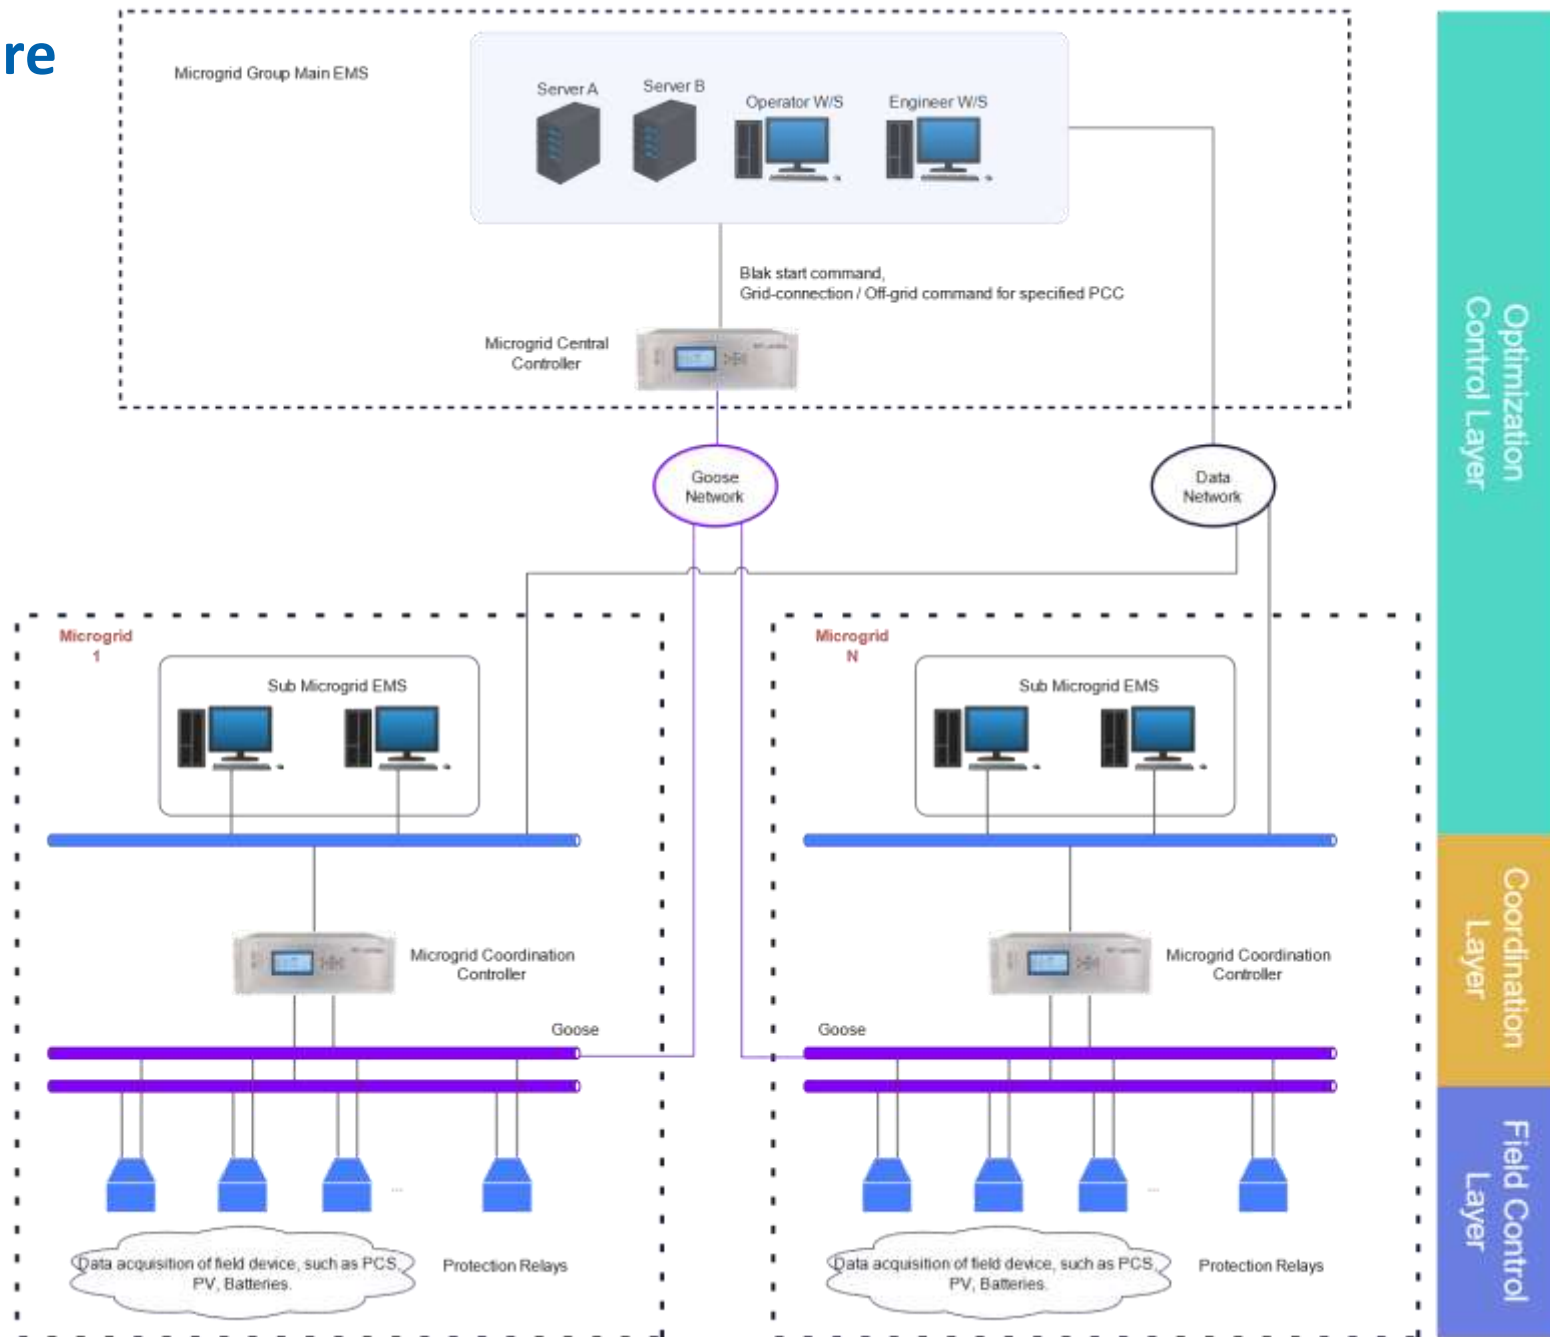 re
Microgrid Group Main EMS
Server A
Server B
Operator W/S
Engineer W/S
Blak start command,
Grid-connection / Off-grid command for specified PCC
Microgrid Central
Controller
Goose
Network
Data
Network
Optimization
Control Layer
Microgrid
1
Sub Microgrid EMS
Microgrid
N
Sub Microgrid EMS
Microgrid Coordination
Controller
Microgrid Coordination
Controller
Coordination
Layer
Goose
Goose
...
...
Data acquisition of field device, such as PCS,
PV, Batteries.
Protection Relays
Data acquisition of field device, such as PCS,
PV, Batteries.
Protection Relays
Field Control
Layer